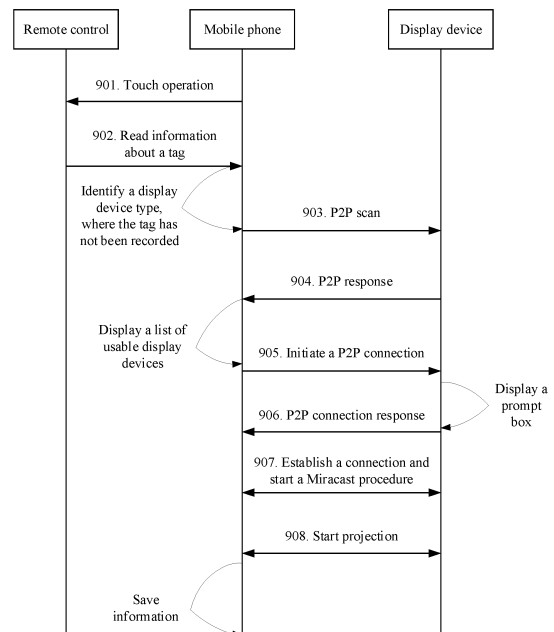 Remote control
Mobile phone
Display device
901. Touch operation
902. Read information
about a tag
Identify a display
device type,
where the tag has
not been recorded
903. P2P scan
904. P2P response
Display a list of
usable display
devices
905. Initiate a P2P connection
Display a
prompt
box
906. P2P connection response
907. Establish a connection and
start a Miracast procedure
908. Start projection
Save
information